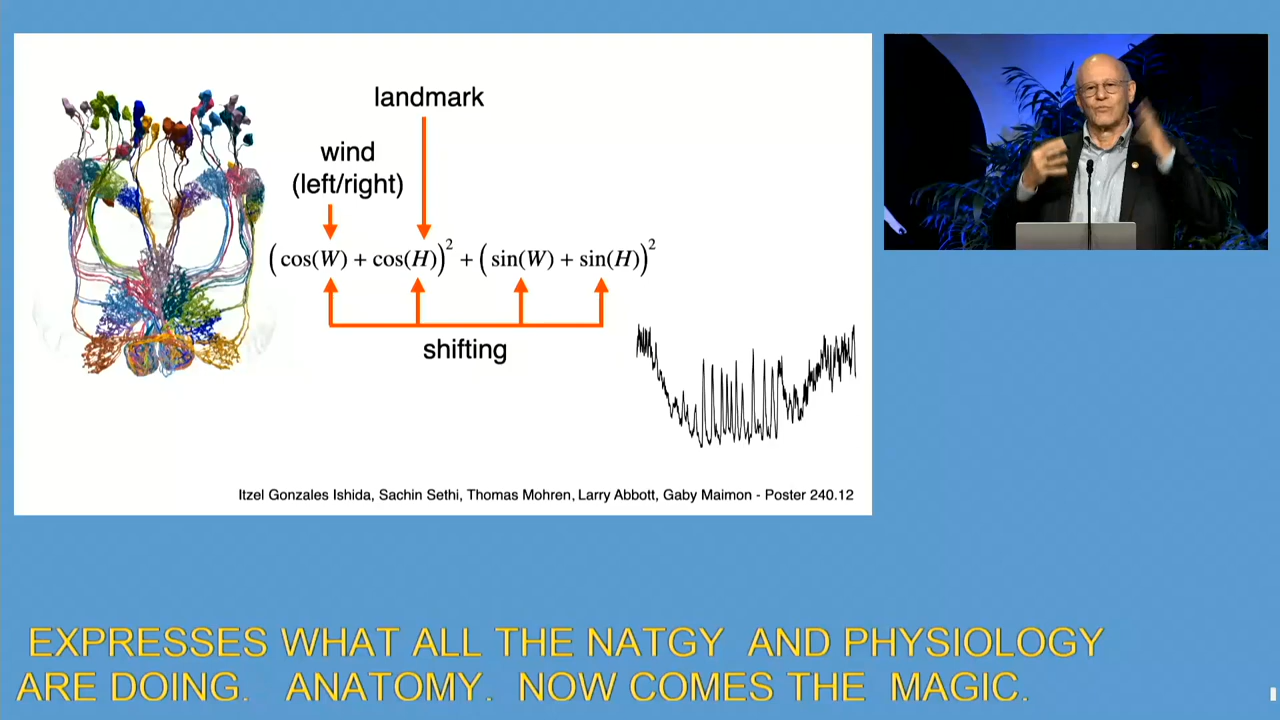 landmark
wind
(left/right)
(cos(W) + cos(H))² + (sin(W) + sin(H))²
shifting
Itzel Gonzales Ishida, Sachin Sethi, Thomas Mohren, Larry Abbott, Gaby Maimon - Poster 240.12
EXPRESSES WHAT ALL THE NATGY AND PHYSIOLOGY
ARE DOING. ANATOMY. NOW COMES THE MAGIC.